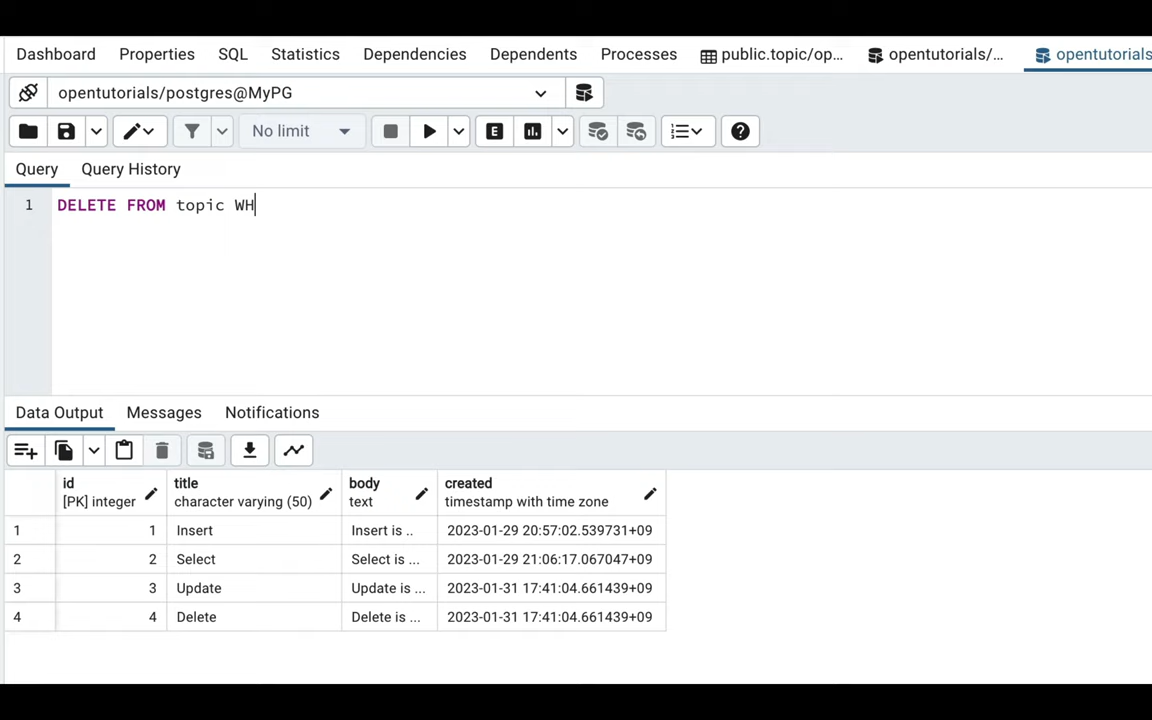 Dashboard Properties SQL Statistics Dependencies Dependents Processes public.topic/op... opentutorials/... opentutorials
opentutorials/postgres@MyPG
No limit E
Query Query History
1 DELETE FROM topic WH
Data Output Messages Notifications
id title body created
[PK] integer character varying (50) text timestamp with time zone
1 1 Insert Insert is .. 2023-01-29 20:57:02.539731+09
2 2 Select Select is ... 2023-01-29 21:06:17.067047+09
3 3 Update Update is ... 2023-01-31 17:41:04.661439+09
4 4 Delete Delete is ... 2023-01-31 17:41:04.661439+09